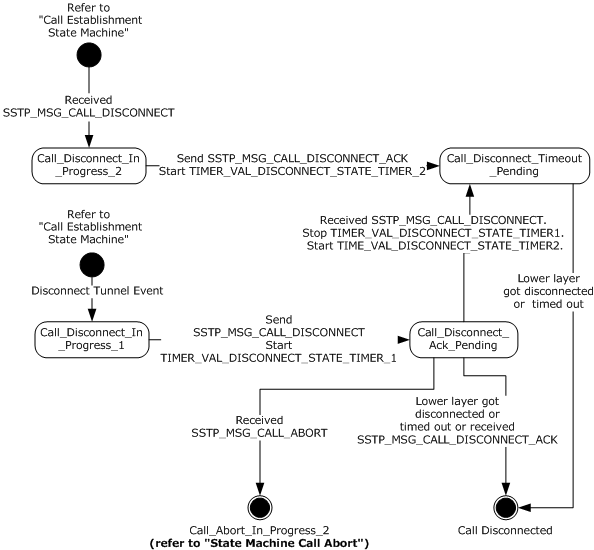 Refer to
"Call Establishment
State Machine"
Received
SSTP_MSG_CALL_DISCONNECT
Call_Disconnect_In
_Progress_2
Send SSTP_MSG_CALL_DISCONNECT_ACK
Start TIMER_VAL_DISCONNECT_STATE_TIMER_2
Call_Disconnect_Timeout
_Pending
Refer to
"Call Establishment
State Machine"
Received SSTP_MSG_CALL_DISCONNECT.
Stop TIMER_VAL_DISCONNECT_STATE_TIMER1.
Start TIME_VAL_DISCONNECT_STATE_TIMER2.
Disconnect Tunnel Event
Lower layer
got disconnected
or timed out
Call_Disconnect_In
_Progress_1
Send
SSTP_MSG_CALL_DISCONNECT
Start
TIMER_VAL_DISCONNECT_STATE_TIMER_1
Call_Disconnect_
Ack_Pending
Received
SSTP_MSG_CALL_ABORT
Lower layer got
disconnected or
timed out or received
SSTP_MSG_CALL_DISCONNECT_ACK
Call_Abort_In_Progress_2
(refer to "State Machine Call Abort")
Call Disconnected